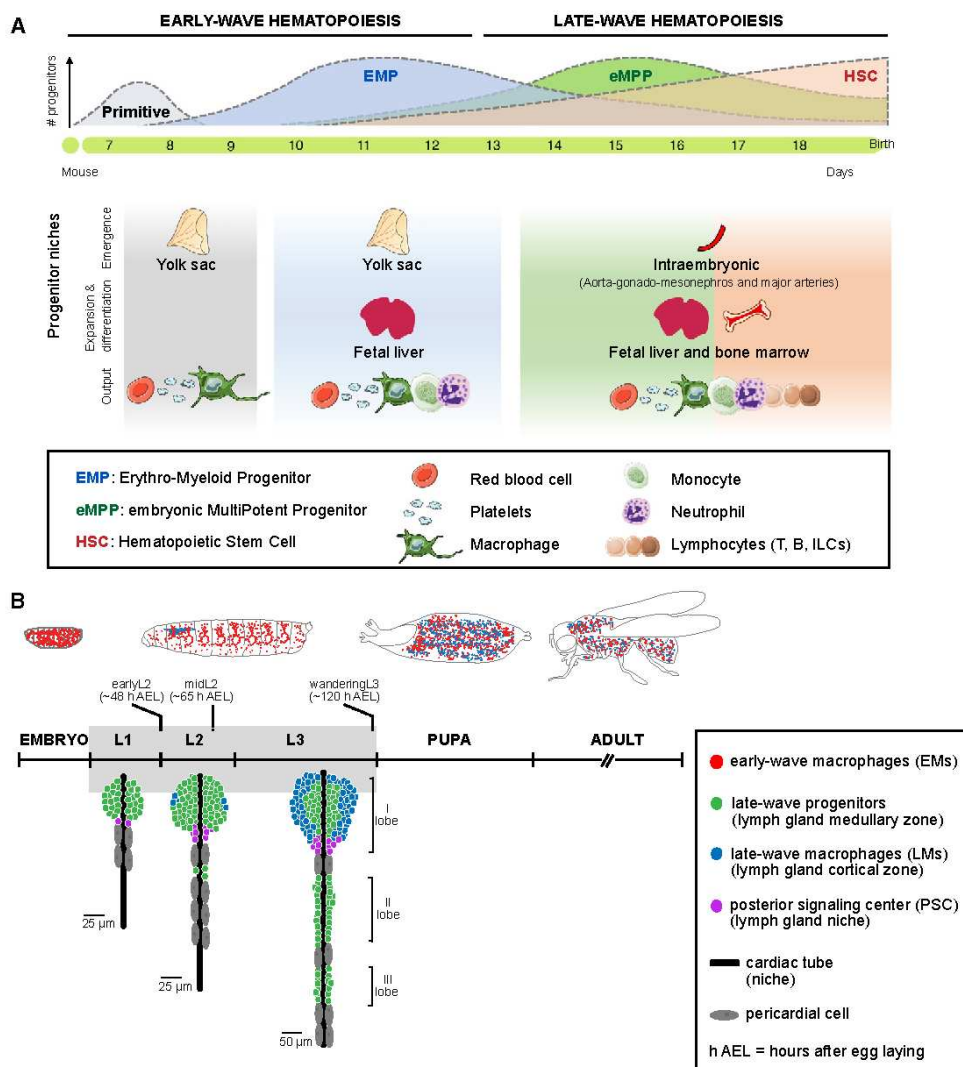 A
EARLY-WAVE HEMATOPOIESIS
LATE-WAVE HEMATOPOIESIS
# progenitors
Primitive
EMP
eMPP
HSC
7 8 9 10 11 12 13 14 15 16 17 18 Birth
Mouse
Days
Progenitor niches
Emergence
Expansion &
differentiation
Output
Yolk sac
Yolk sac
Fetal liver
Intraembryonic
(Aorta-gonado-mesonephros and major arteries)
Fetal liver and bone marrow
EMP: Erythro-Myeloid Progenitor
eMPP: embryonic MultiPotent Progenitor
HSC: Hematopoietic Stem Cell
Red blood cell
Platelets
Macrophage
Monocyte
Neutrophil
Lymphocytes (T, B, ILCs)
B
earlyL2
(~48 h AEL)
midL2
(~65 h AEL)
wanderingL3
(~120 h AEL)
EMBRYO L1 L2 L3 PUPA ADULT
I
lobe
II
lobe
III
lobe
25 µm
25 µm
50 µm
early-wave macrophages (EMs)
late-wave progenitors
(lymph gland medullary zone)
late-wave macrophages (LMs)
(lymph gland cortical zone)
posterior signaling center (PSC)
(lymph gland niche)
cardiac tube
(niche)
pericardial cell
h AEL = hours after egg laying